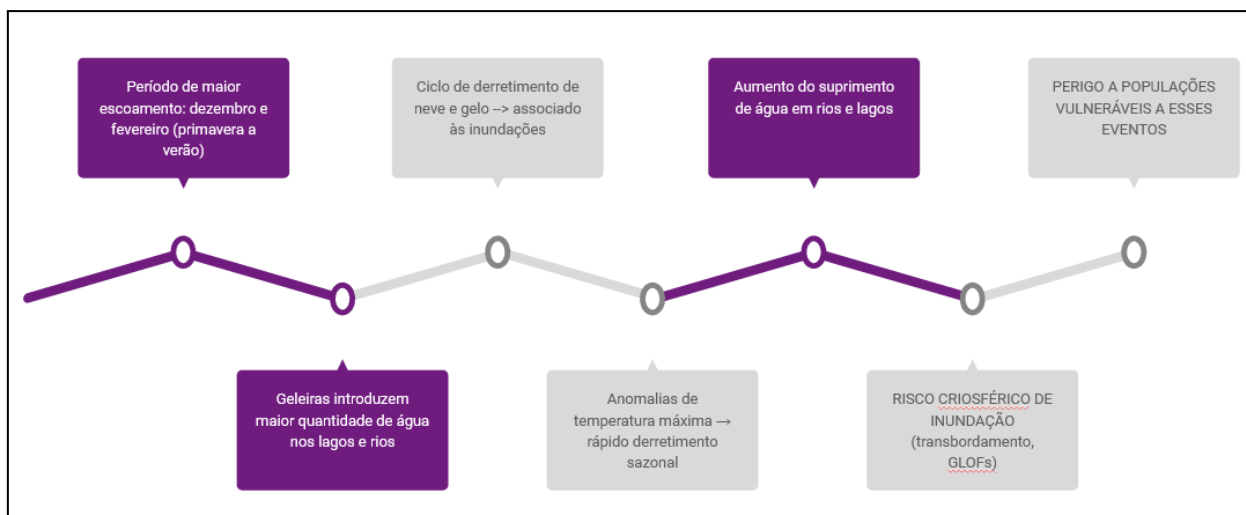 Período de maior
escoamento: dezembro e
fevereiro (primavera a
verão)
Geleiras introduzem
maior quantidade de água
nos lagos e rios
Ciclo de derretimento de
neve e gelo --> associado
às inundações
Anomalias de
temperatura máxima →
rápido derretimento
sazonal
Aumento do suprimento
de água em rios e lagos
RISCO CRIOSFÉRICO DE
INUNDAÇÃO
(transbordamento,
GLOFs)
PERIGO A POPULAÇÕES
VULNERÁVEIS A ESSES
EVENTOS